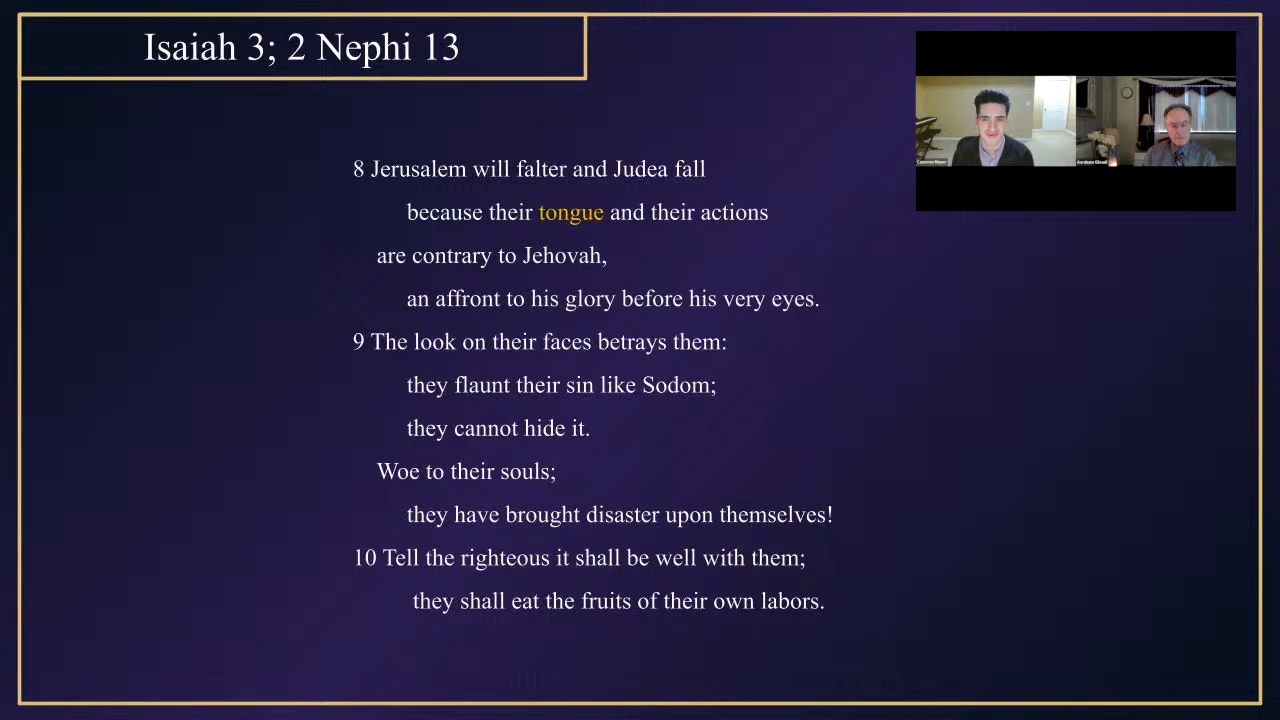 Isaiah 3; 2 Nephi 13
8 Jerusalem will falter and Judea fall
because their tongue and their actions
are contrary to Jehovah,
an affront to his glory before his very eyes.
9 The look on their faces betrays them:
they flaunt their sin like Sodom;
they cannot hide it.
Woe to their souls;
they have brought disaster upon themselves!
10 Tell the righteous it shall be well with them;
they shall eat the fruits of their own labors.
Cameron Mayer
Avraham Gileadi